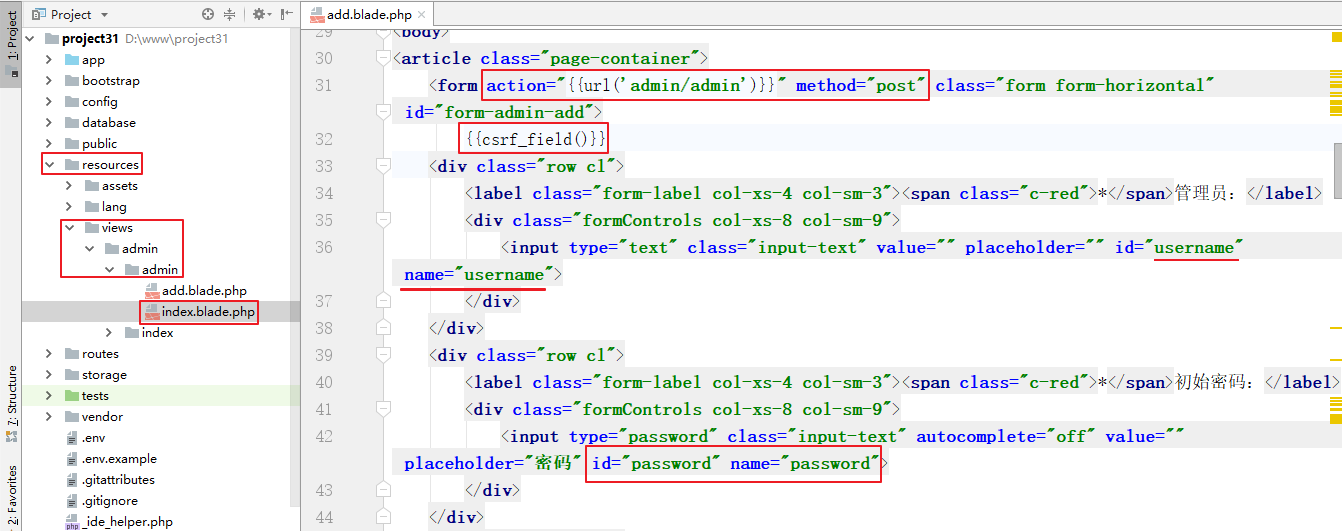 1: Project
7: Structure
2: Favorites
Project
project31 D:\www\project31
app
bootstrap
config
database
public
resources
assets
lang
views
admin
admin
add.blade.php
index.blade.php
index
routes
storage
tests
vendor
.env
.env.example
.gitattributes
.gitignore
php _ide_helper.php
add.blade.php
29 <body>
30 <article class="page-container">
31 <form action="{{url('admin/admin')}}" method="post" class="form form-horizontal"
id="form-admin-add">
32 {{csrf_field()}}
33 <div class="row cl">
34 <label class="form-label col-xs-4 col-sm-3"><span class="c-red">*</span>管理员：</label>
35 <div class="formControls col-xs-8 col-sm-9">
36 <input type="text" class="input-text" value="" placeholder="" id="username"
name="username">
37 </div>
38 </div>
39 <div class="row cl">
40 <label class="form-label col-xs-4 col-sm-3"><span class="c-red">*</span>初始密码：</label>
41 <div class="formControls col-xs-8 col-sm-9">
42 <input type="password" class="input-text" autocomplete="off" value=""
placeholder="密码" id="password" name="password">
43 </div>
44 </div>